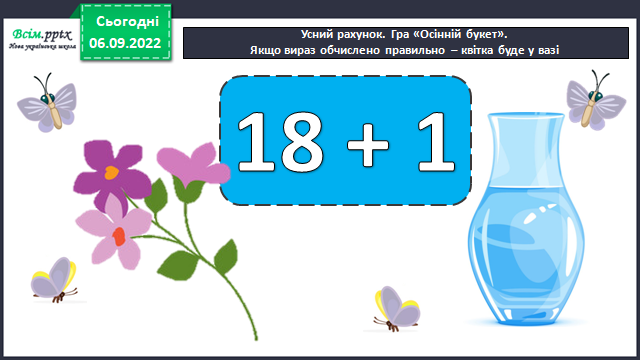 Всім.pptx
Нова українська школа
Сьогодні
06.09.2022
Усний рахунок. Гра «Осінній букет».
Якщо вираз обчислено правильно – квітка буде у вазі
18 + 1